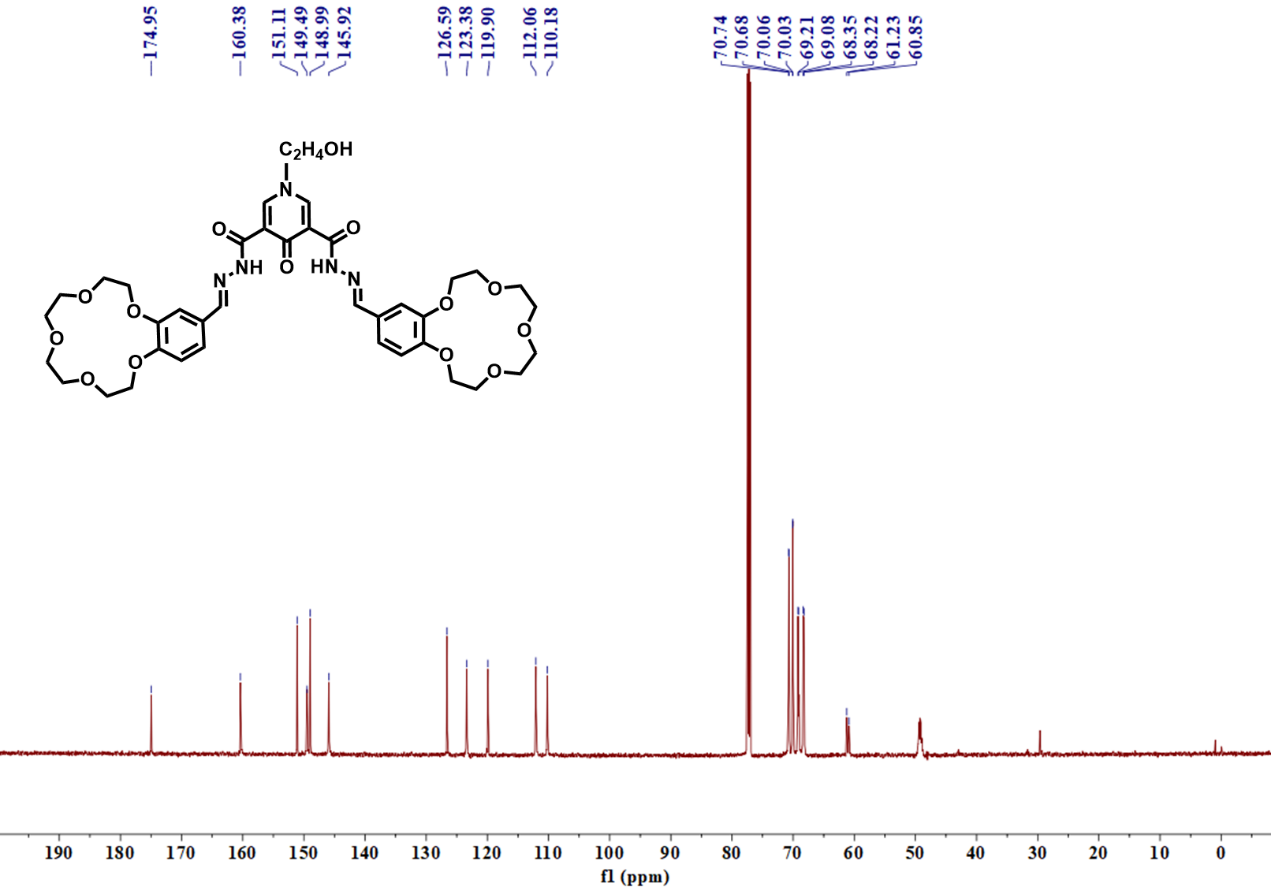 174.95
160.38
151.11
149.49
148.99
145.92
126.59
123.38
119.90
112.06
110.18
70.74
70.68
70.06
70.03
69.21
69.08
68.35
68.22
61.23
60.85
C2H4OH
N
O
O
O
NH
HN
N
N
O
O
O
O
O
O
O
O
O
O
190 180 170 160 150 140 130 120 110 100 90 80 70 60 50 40 30 20 10 0
f1 (ppm)